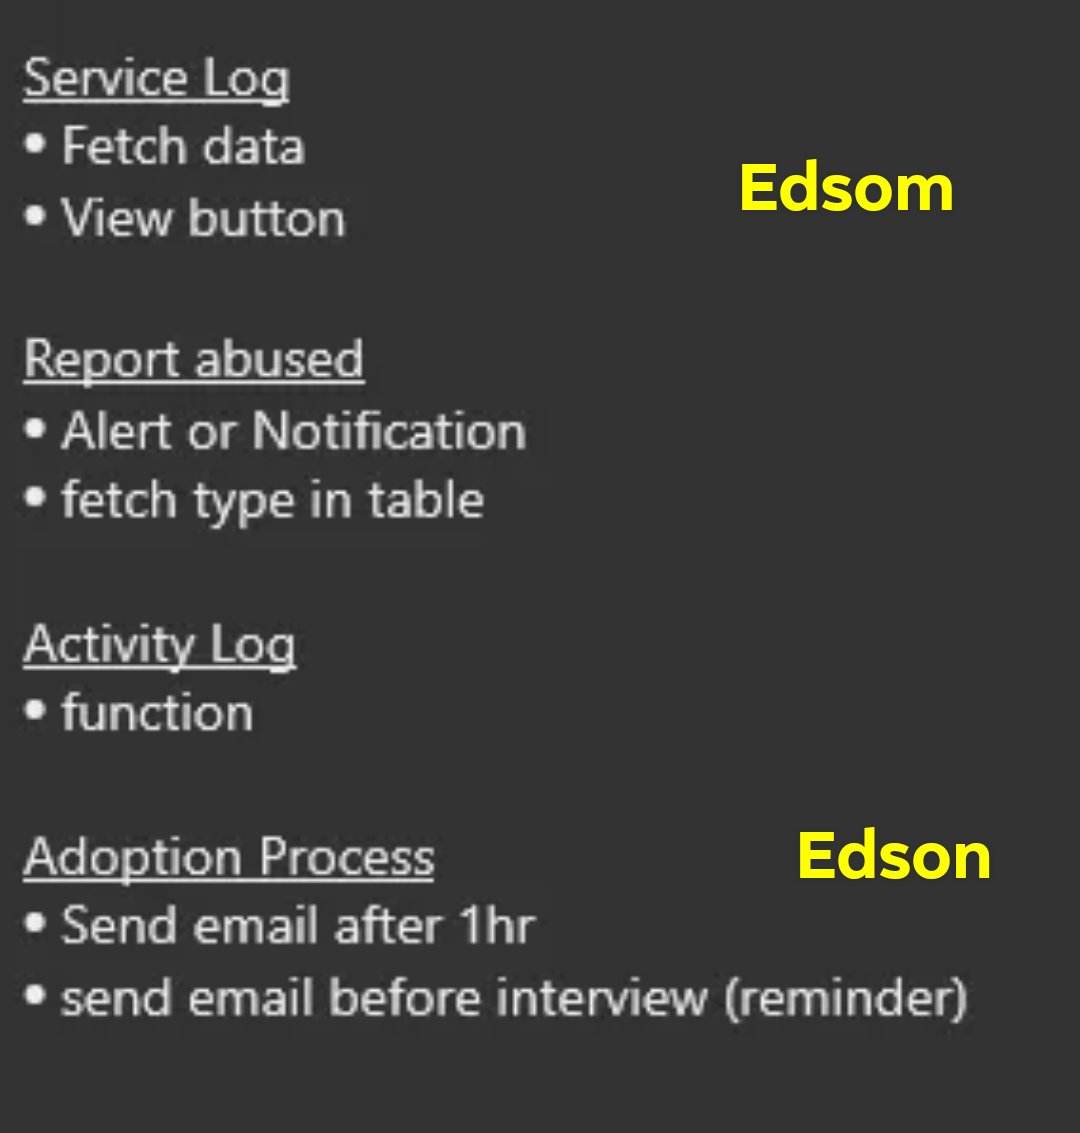 Service Log
• Fetch data
• View button
Edsom
Report abused
• Alert or Notification
• fetch type in table
Activity Log
• function
Adoption Process
Edson
• Send email after 1hr
• send email before interview (reminder)